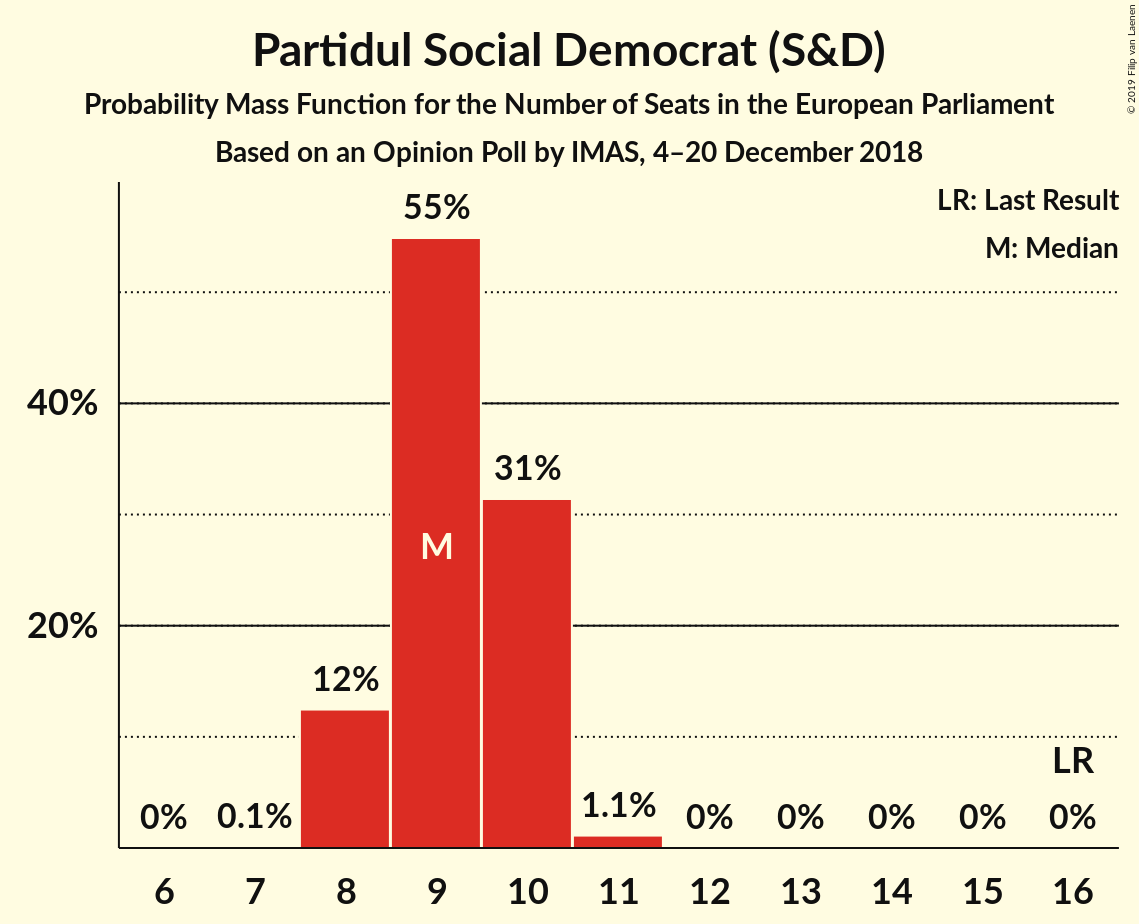 Partidul Social Democrat (S&D)
Probability Mass Function for the Number of Seats in the European Parliament
Based on an Opinion Poll by IMAS, 4–20 December 2018
© 2019 Filip van Laenen
LR: Last Result
M: Median
55%
40%
31%
M
20%
12%
LR
0% 0.1% 1.1% 0% 0% 0% 0% 0%
6 7 8 9 10 11 12 13 14 15 16